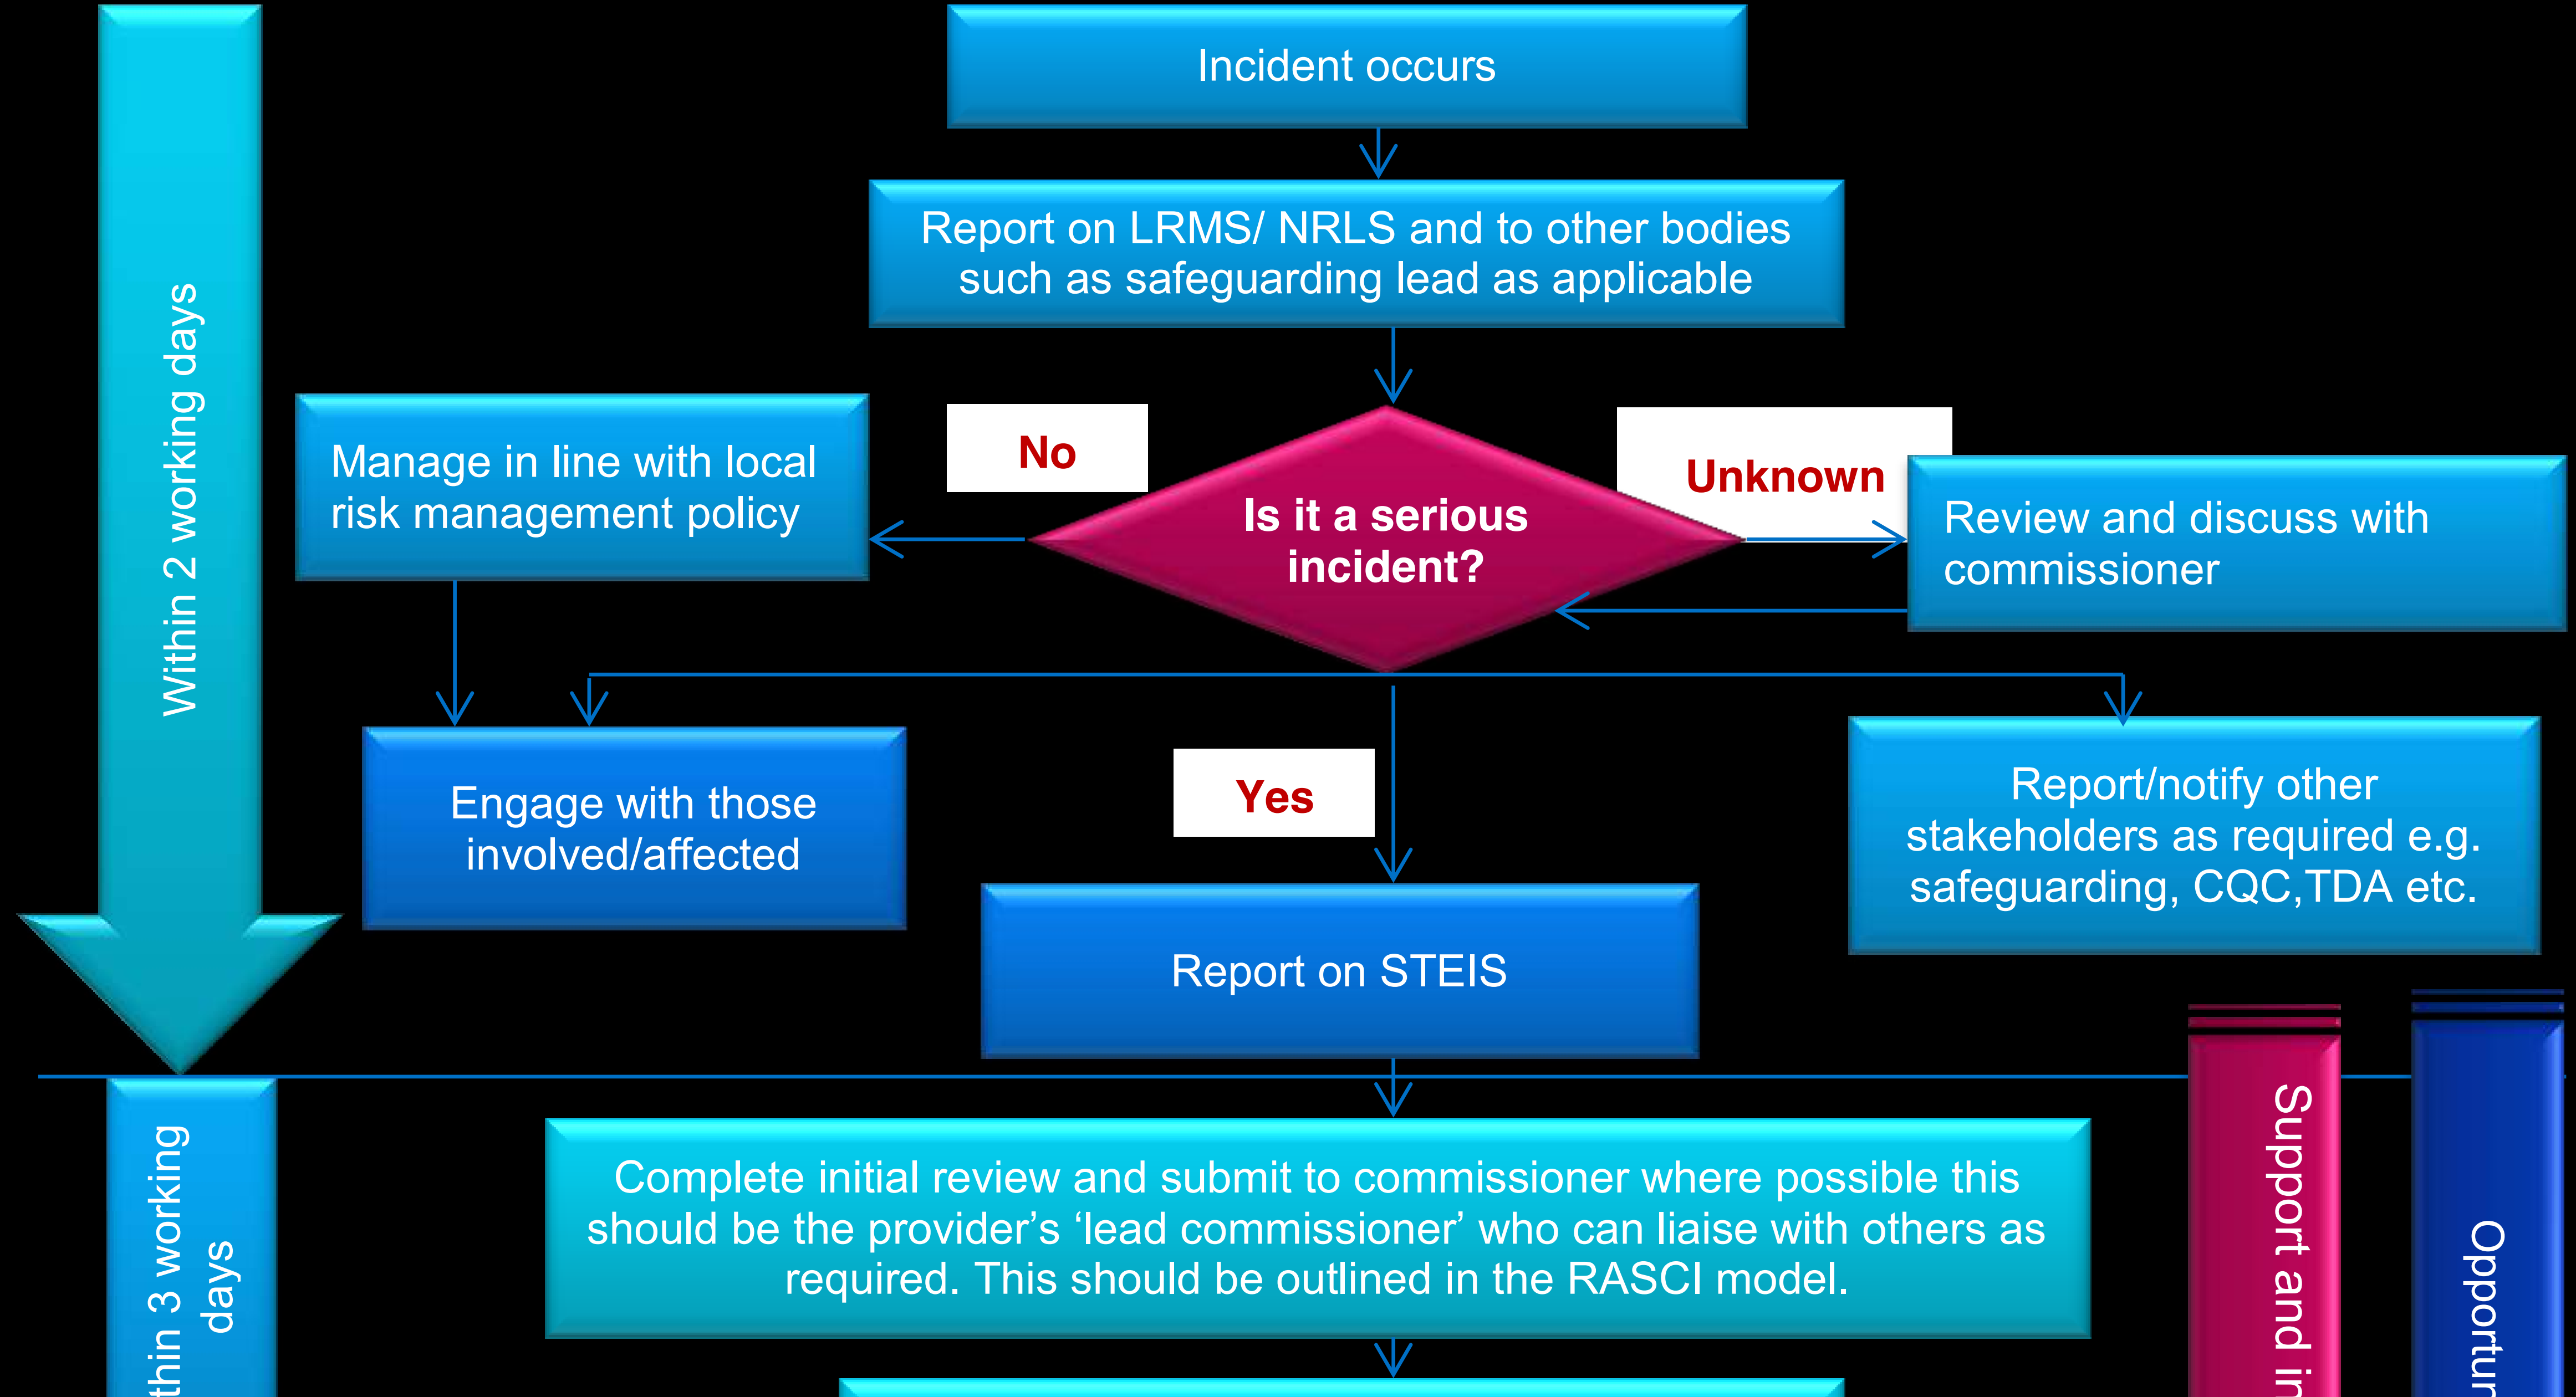 Incident occurs
Report on LRMS/ NRLS and to other bodies
such as safeguarding lead as applicable
Within 2 working days
Manage in line with local
risk management policy
No
Is it a serious
incident?
Unknown
Review and discuss with
commissioner
Engage with those
involved/affected
Yes
Report/notify other
stakeholders as required e.g.
safeguarding, CQC,TDA etc.
Report on STEIS
thin 3 working
days
Complete initial review and submit to commissioner where possible this
should be the provider’s ‘lead commissioner’ who can liaise with others as
required. This should be outlined in the RASCI model.
Support and in
Opportun